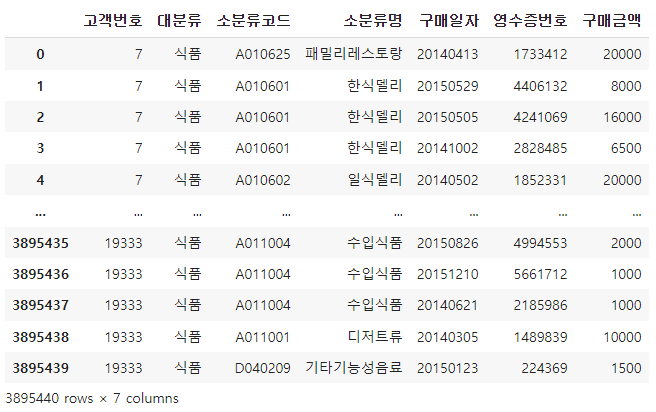 고객번호 대분류 소분류코드 소분류명 구매일자 영수증번호 구매금액
0 7 식품 A010625 패밀리레스토랑 20140413 1733412 20000
1 7 식품 A010601 한식델리 20150529 4406132 8000
2 7 식품 A010601 한식델리 20150505 4241069 16000
3 7 식품 A010601 한식델리 20141002 2828485 6500
4 7 식품 A010602 일식델리 20140502 1852331 20000
... ... ... ... ... ... ... ...
3895435 19333 식품 A011004 수입식품 20150826 4994553 2000
3895436 19333 식품 A011004 수입식품 20151210 5661712 1000
3895437 19333 식품 A011004 수입식품 20140621 2185986 1000
3895438 19333 식품 A011001 디저트류 20140305 1489839 10000
3895439 19333 식품 D040209 기타기능성음료 20150123 224369 1500
3895440 rows × 7 columns